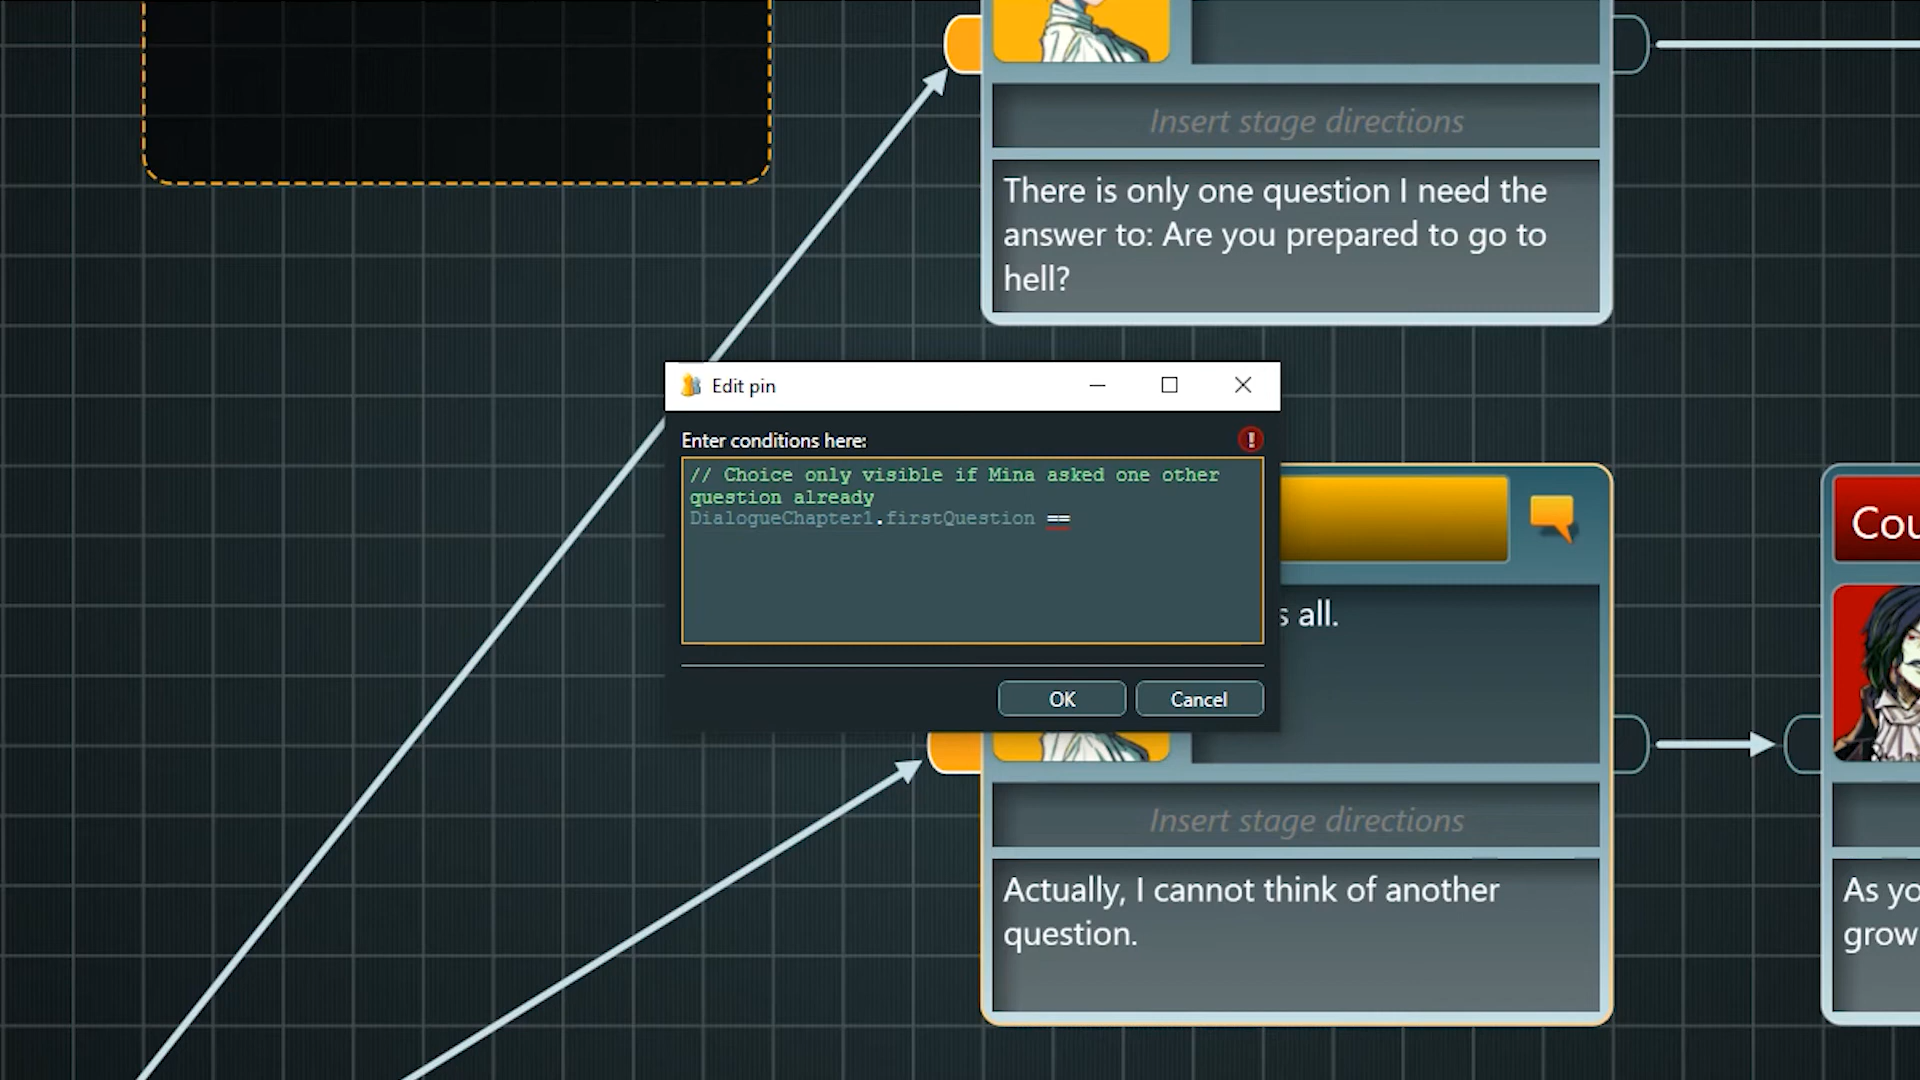 Insert stage directions
There is only one question I need the
answer to: Are you prepared to go to
hell?
Edit pin
Enter conditions here:
// Choice only visible if Mina asked one other
question already
DialogueChapter1.firstQuestion ==
OK
Cancel
s all.
Insert stage directions
Actually, I cannot think of another
question.
Cou
As yo
grow